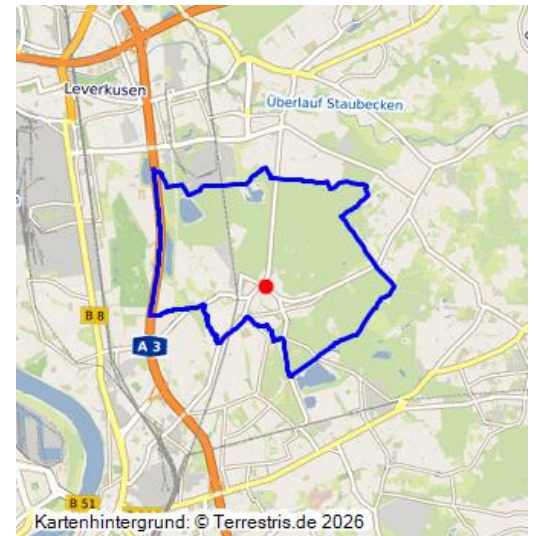 Leverkusen
Überlauf Staubecken
B 8
A 3
B 51
Kartenhintergrund: © Terrestris.de 2026